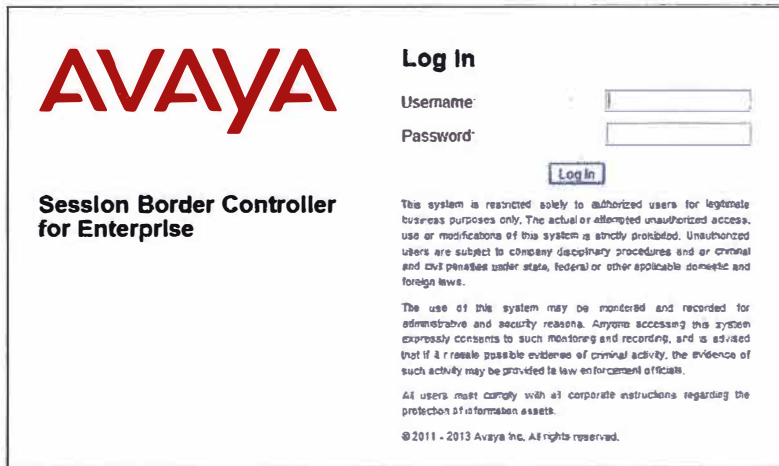 AVAYA
Session Border Controller
for Enterprise
Log In
Username:
Password:
Log In
This system is restricted solely to authorized users for legitimate
business purposes only. The actual or attempted unauthorized access,
use or modifications of this system is strictly prohibited. Unauthorized
users are subject to company disciplinary procedures and or criminal
and civil penalties under state, federal or other applicable domestic and
foreign laws.
The use of this system may be monitored and recorded for
administrative and security reasons. Anyone accessing this system
expressly consents to such monitoring and recording, and is advised
that if it reveals possible evidence of criminal activity, the evidence of
such activity may be provided to law enforcement officials.
All users must comply with all corporate instructions regarding the
protection of information assets.
© 2011 - 2013 Avaya Inc. All rights reserved.